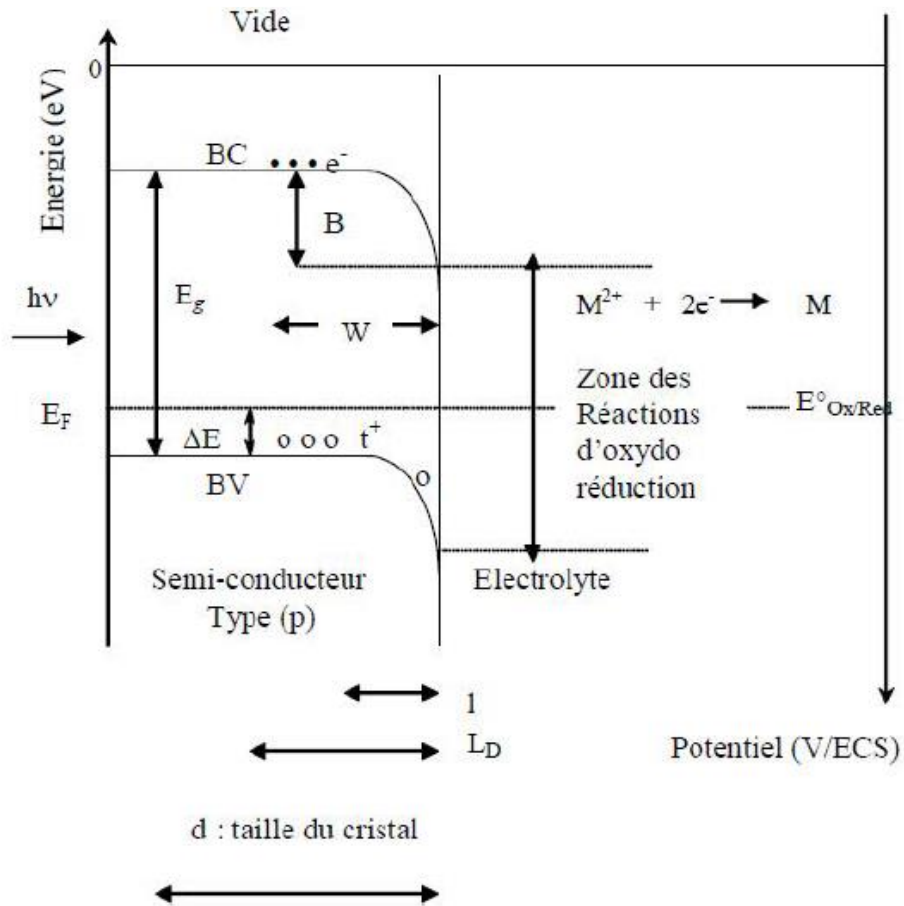 Vide
0
Energie (eV)
BC
e⁻
B
hν
E_g
W
M²⁺ + 2e⁻ → M
E_F
ΔE
o o o t⁺
o
BV
Zone des
Réactions
d'oxydo
réduction
E°Ox/Red
Semi-conducteur
Type (p)
Electrolyte
l
L_D
Potentiel (V/ECS)
d : taille du cristal